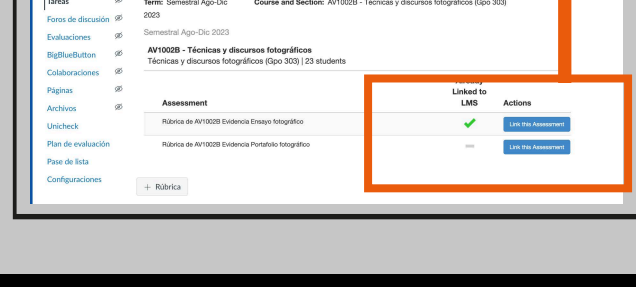 Tareas
Foros de discusión
Evaluaciones
BigBlueButton
Colaboraciones
Páginas
Archivos
Unicheck
Plan de evaluación
Pase de lista
Configuraciones
Term: Semestral Ago-Dic 2023
Course and Section: AV1002B - Técnicas y discursos fotográficos (Gpo 303)
Semestral Ago-Dic 2023
AV1002B - Técnicas y discursos fotográficos
Técnicas y discursos fotográficos (Gpo 303) | 23 students
Assessment
Already Linked to LMS
Actions
Rúbrica de AV1002B Evidencia Ensayo fotográfico
Link this Assessment
Rúbrica de AV1002B Evidencia Portafolio fotográfico
Link this Assessment
+ Rúbrica